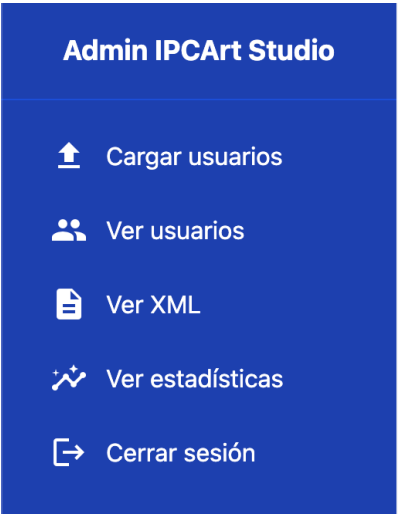 Admin IPCArt Studio
Cargar usuarios
Ver usuarios
Ver XML
Ver estadísticas
Cerrar sesión